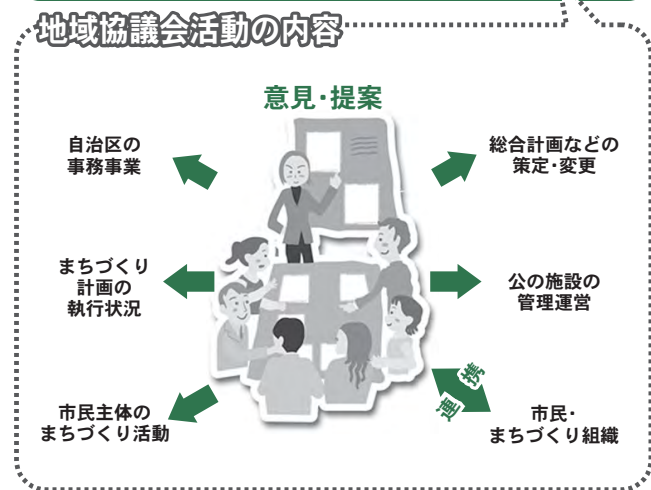 地域協議会活動の内容
意見・提案
自治区の
事務事業
総合計画などの
策定・変更
まちづくり
計画の
執行状況
公の施設の
管理運営
市民主体の
まちづくり活動
連携
市民・
まちづくり組織